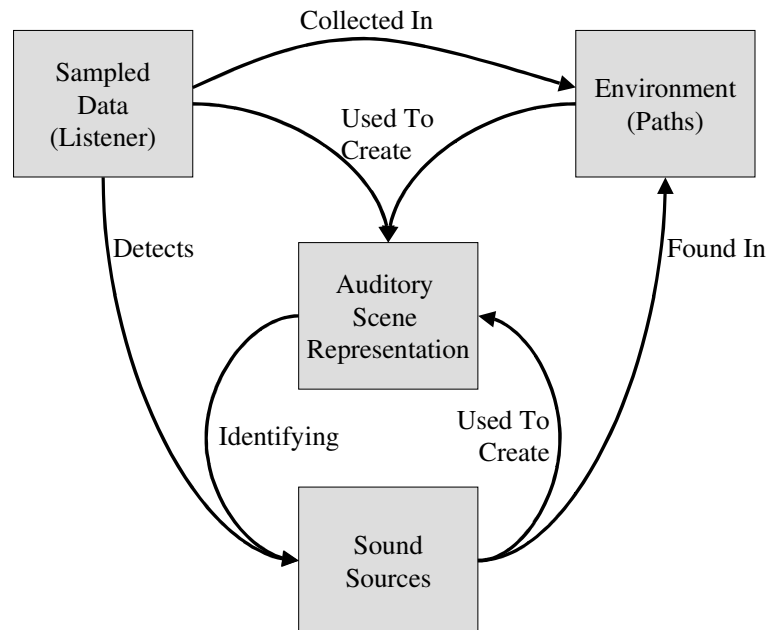 Collected In
Sampled
Data
(Listener)
Environment
(Paths)
Used To
Create
Detects
Found In
Auditory
Scene
Representation
Identifying
Used To
Create
Sound
Sources